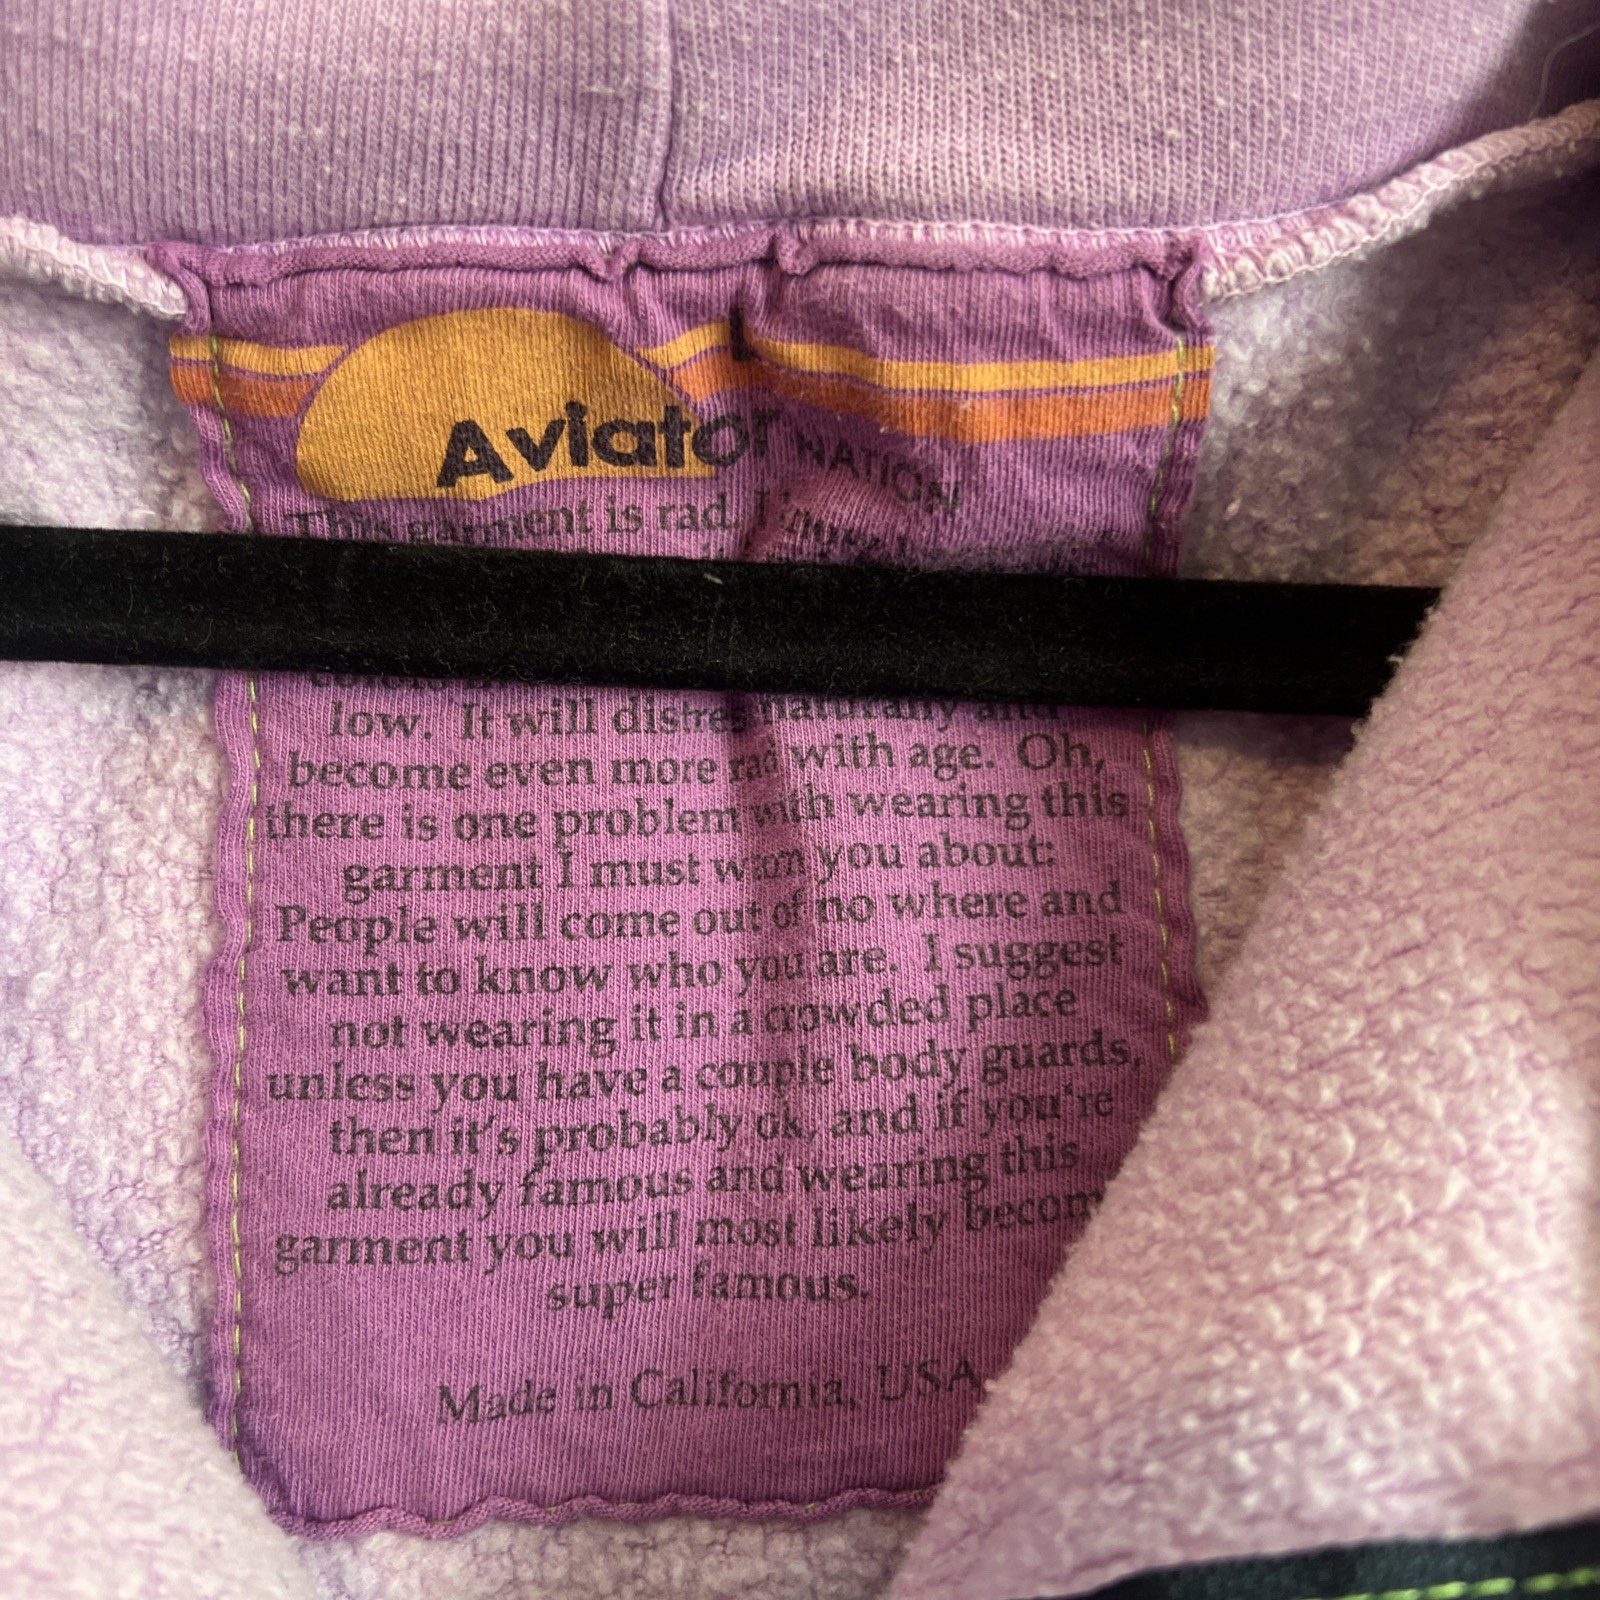 Aviator NATION
This garment is rad. I
low. It will distress naturally and
become even more rad with age. Oh,
there is one problem with wearing this
garment I must warn you about:
People will come out of no where and
want to know who you are. I suggest
not wearing it in a crowded place
unless you have a couple body guards,
then it's probably ok, and if you're
already famous and wearing this
garment you will most likely become
super famous.
Made in California, USA